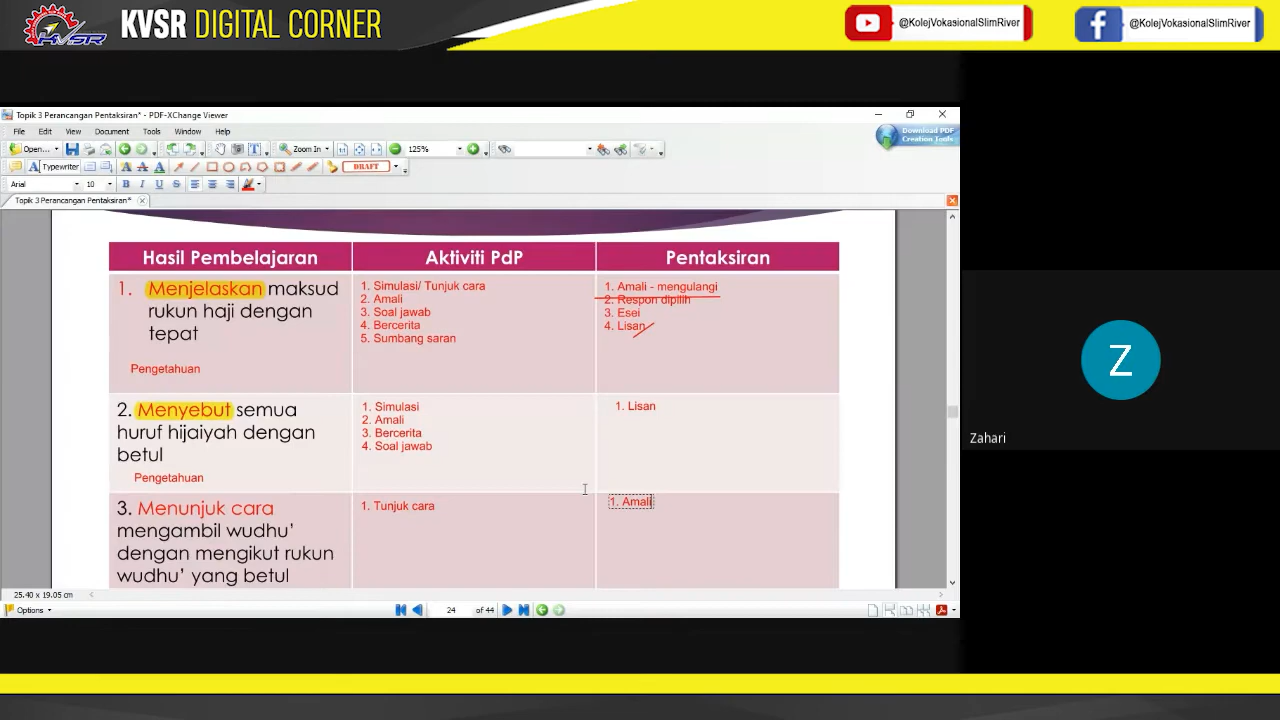 KVSR
KVSR DIGITAL CORNER
@KolejVokasionalSlimRiver
@KolejVokasionalSlimRiver
Topik 3 Perancangan Pentaksiran* - PDF-XChange Viewer
File Edit View Document Tools Window Help
Open... Zoom In 125%
Download PDF
Creation Tools
Typewriter DRAFT
Arial 10 B I U S
Topik 3 Perancangan Pentaksiran*
Hasil Pembelajaran Aktiviti PdP Pentaksiran
1. Menjelaskan maksud
rukun haji dengan
tepat
Pengetahuan
1. Simulasi/ Tunjuk cara
2. Amali
3. Soal jawab
4. Bercerita
5. Sumbang saran
1. Amali - mengulangi
2. Respon dipilih
3. Esei
4. Lisan
2. Menyebut semua
huruf hijaiyah dengan
betul
Pengetahuan
1. Simulasi
2. Amali
3. Bercerita
4. Soal jawab
1. Lisan
3. Menunjuk cara
mengambil wudhu'
dengan mengikut rukun
wudhu' yang betul
1. Tunjuk cara
1. Amali
25.40 x 19.05 cm
Options 24 of 44
Z
Zahari